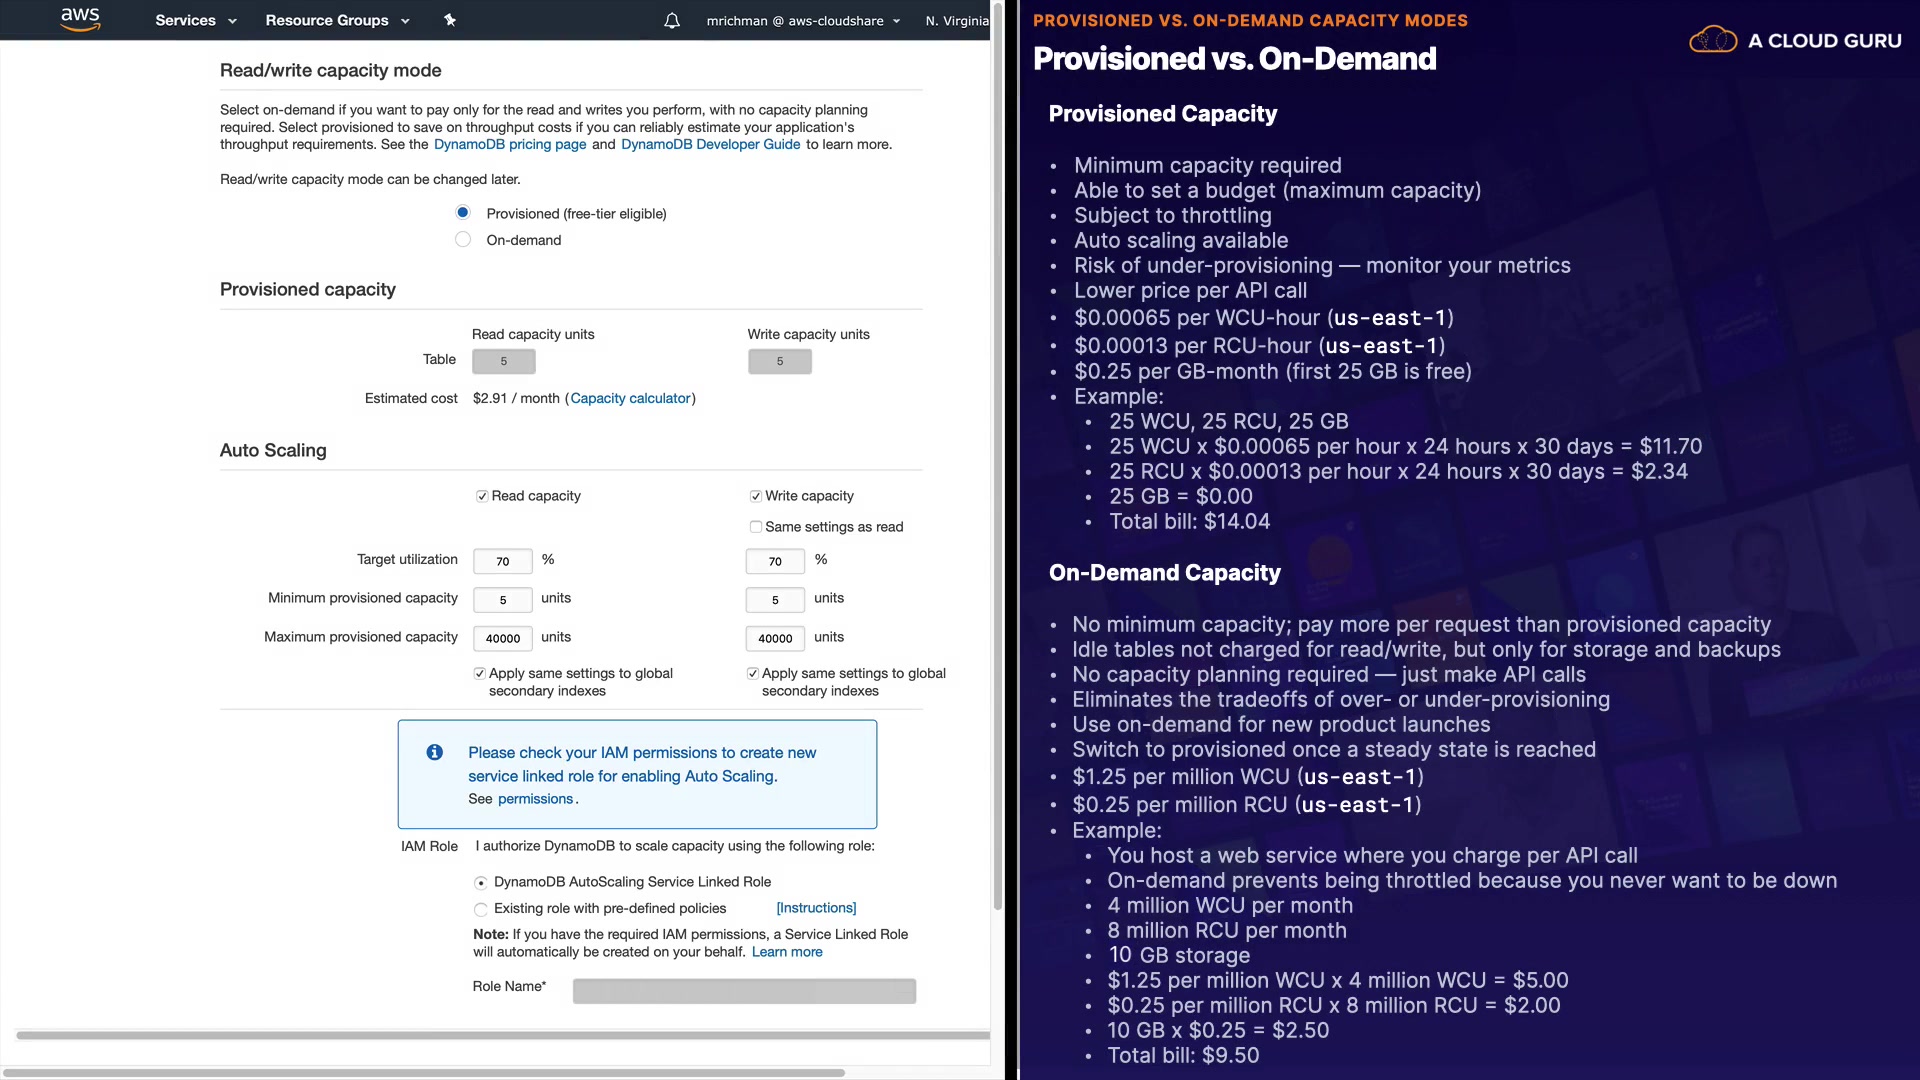 aws
Services
Resource Groups
mrichman @ aws-cloudshare
N. Virginia
Read/write capacity mode
Select on-demand if you want to pay only for the read and writes you perform, with no capacity planning
required. Select provisioned to save on throughput costs if you can reliably estimate your application's
throughput requirements. See the DynamoDB pricing page and DynamoDB Developer Guide to learn more.
Read/write capacity mode can be changed later.
Provisioned (free-tier eligible)
On-demand
Provisioned capacity
Read capacity units
Write capacity units
Table
5
5
Estimated cost
$2.91 / month (Capacity calculator)
Auto Scaling
Read capacity
Write capacity
Same settings as read
Target utilization
70 %
70 %
Minimum provisioned capacity
5 units
5 units
Maximum provisioned capacity
40000 units
40000 units
Apply same settings to global
secondary indexes
Apply same settings to global
secondary indexes
Please check your IAM permissions to create new
service linked role for enabling Auto Scaling.
See permissions.
IAM Role
I authorize DynamoDB to scale capacity using the following role:
DynamoDB AutoScaling Service Linked Role
Existing role with pre-defined policies
[Instructions]
Note: If you have the required IAM permissions, a Service Linked Role
will automatically be created on your behalf. Learn more
Role Name*
PROVISIONED VS. ON-DEMAND CAPACITY MODES
Provisioned vs. On-Demand
A CLOUD GURU
Provisioned Capacity
• Minimum capacity required
• Able to set a budget (maximum capacity)
• Subject to throttling
• Auto scaling available
• Risk of under-provisioning — monitor your metrics
• Lower price per API call
• $0.00065 per WCU-hour (us-east-1)
• $0.00013 per RCU-hour (us-east-1)
• $0.25 per GB-month (first 25 GB is free)
• Example:
• 25 WCU, 25 RCU, 25 GB
• 25 WCU x $0.00065 per hour x 24 hours x 30 days = $11.70
• 25 RCU x $0.00013 per hour x 24 hours x 30 days = $2.34
• 25 GB = $0.00
• Total bill: $14.04
On-Demand Capacity
• No minimum capacity; pay more per request than provisioned capacity
• Idle tables not charged for read/write, but only for storage and backups
• No capacity planning required — just make API calls
• Eliminates the tradeoffs of over- or under-provisioning
• Use on-demand for new product launches
• Switch to provisioned once a steady state is reached
• $1.25 per million WCU (us-east-1)
• $0.25 per million RCU (us-east-1)
• Example:
• You host a web service where you charge per API call
• On-demand prevents being throttled because you never want to be down
• 4 million WCU per month
• 8 million RCU per month
• 10 GB storage
• $1.25 per million WCU x 4 million WCU = $5.00
• $0.25 per million RCU x 8 million RCU = $2.00
• 10 GB x $0.25 = $2.50
• Total bill: $9.50